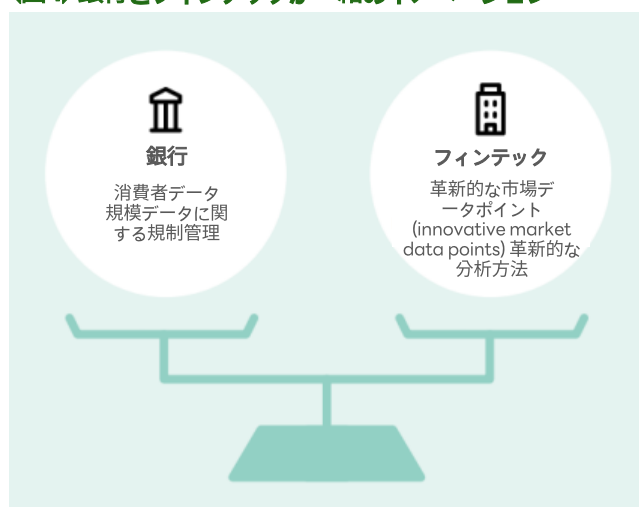 銀行
消費者データ
規模データに関
する規制管理
フィンテック
革新的な市場デ
ータポイント
(innovative market
data points) 革新的な
分析方法